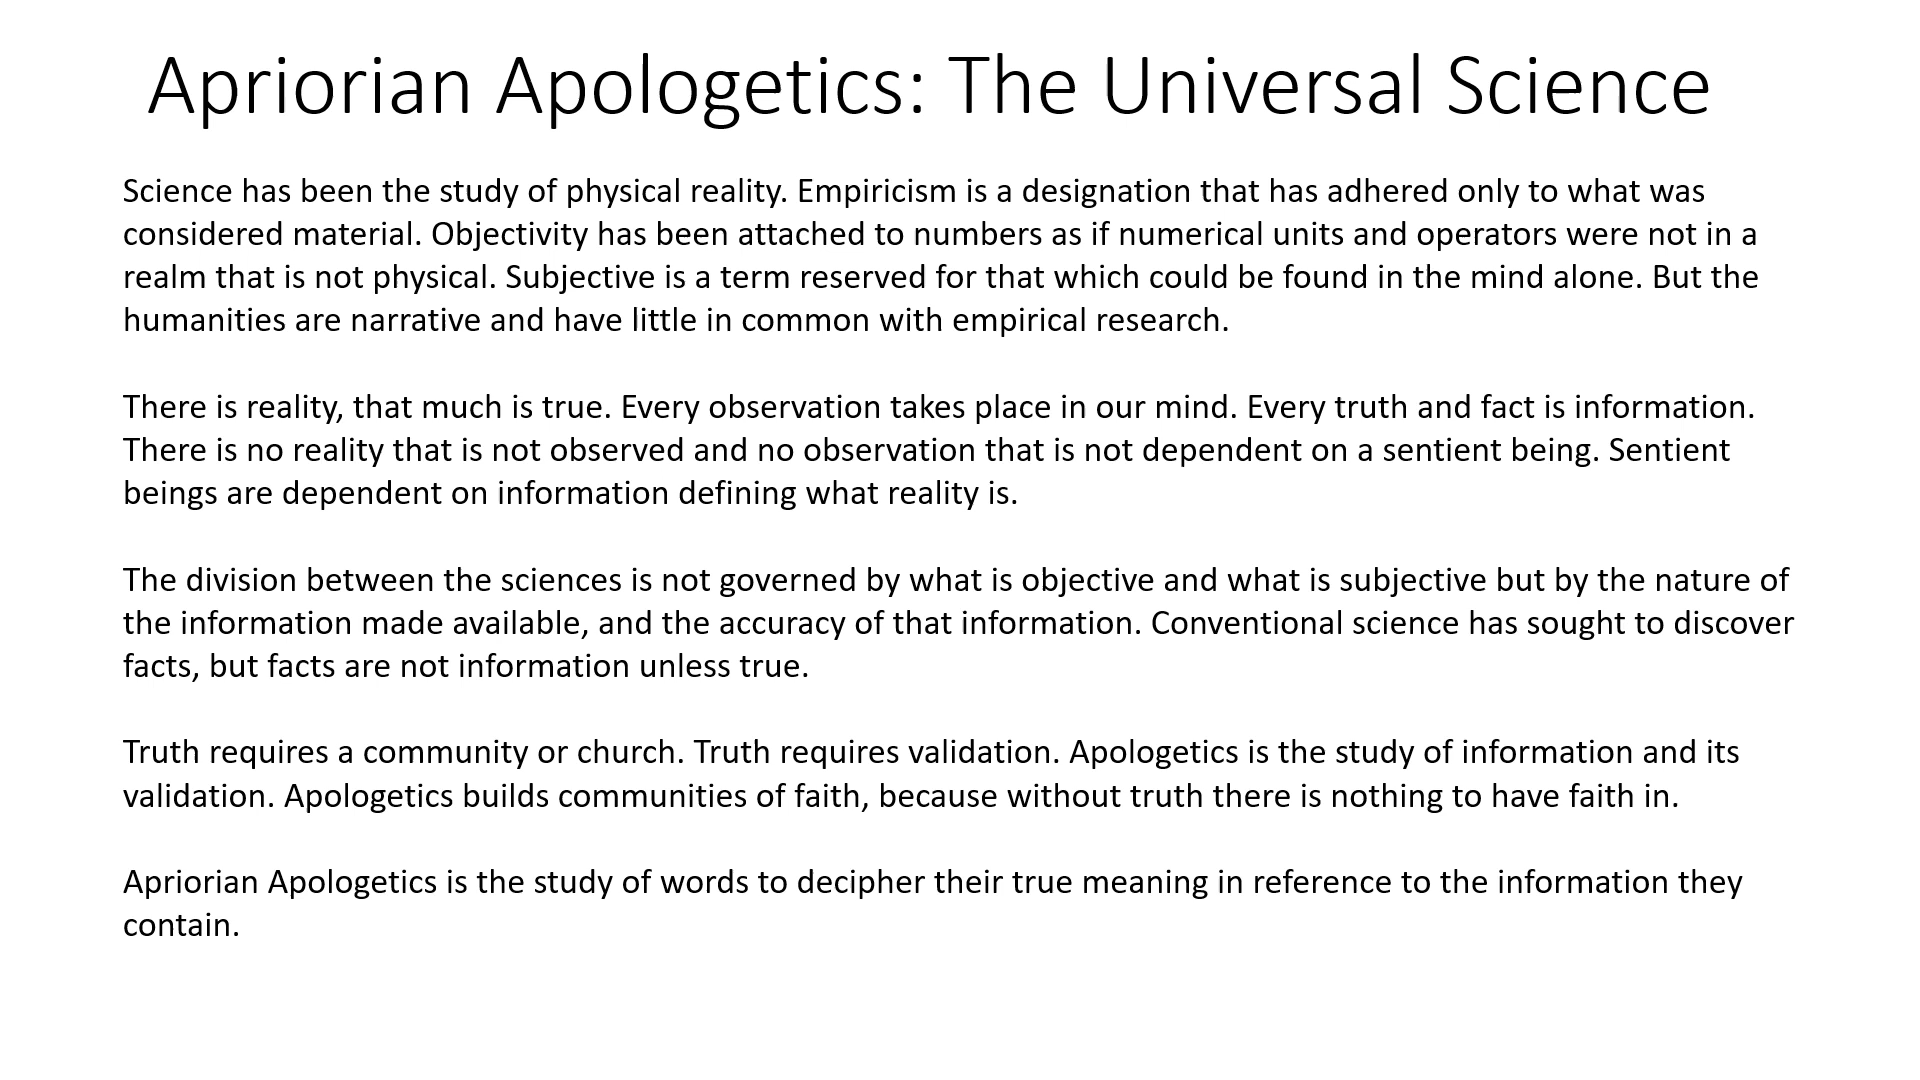 Apriorian Apologetics: The Universal Science
Science has been the study of physical reality. Empiricism is a designation that has adhered only to what was
considered material. Objectivity has been attached to numbers as if numerical units and operators were not in a
realm that is not physical. Subjective is a term reserved for that which could be found in the mind alone. But the
humanities are narrative and have little in common with empirical research.
There is reality, that much is true. Every observation takes place in our mind. Every truth and fact is information.
There is no reality that is not observed and no observation that is not dependent on a sentient being. Sentient
beings are dependent on information defining what reality is.
The division between the sciences is not governed by what is objective and what is subjective but by the nature of
the information made available, and the accuracy of that information. Conventional science has sought to discover
facts, but facts are not information unless true.
Truth requires a community or church. Truth requires validation. Apologetics is the study of information and its
validation. Apologetics builds communities of faith, because without truth there is nothing to have faith in.
Apriorian Apologetics is the study of words to decipher their true meaning in reference to the information they
contain.